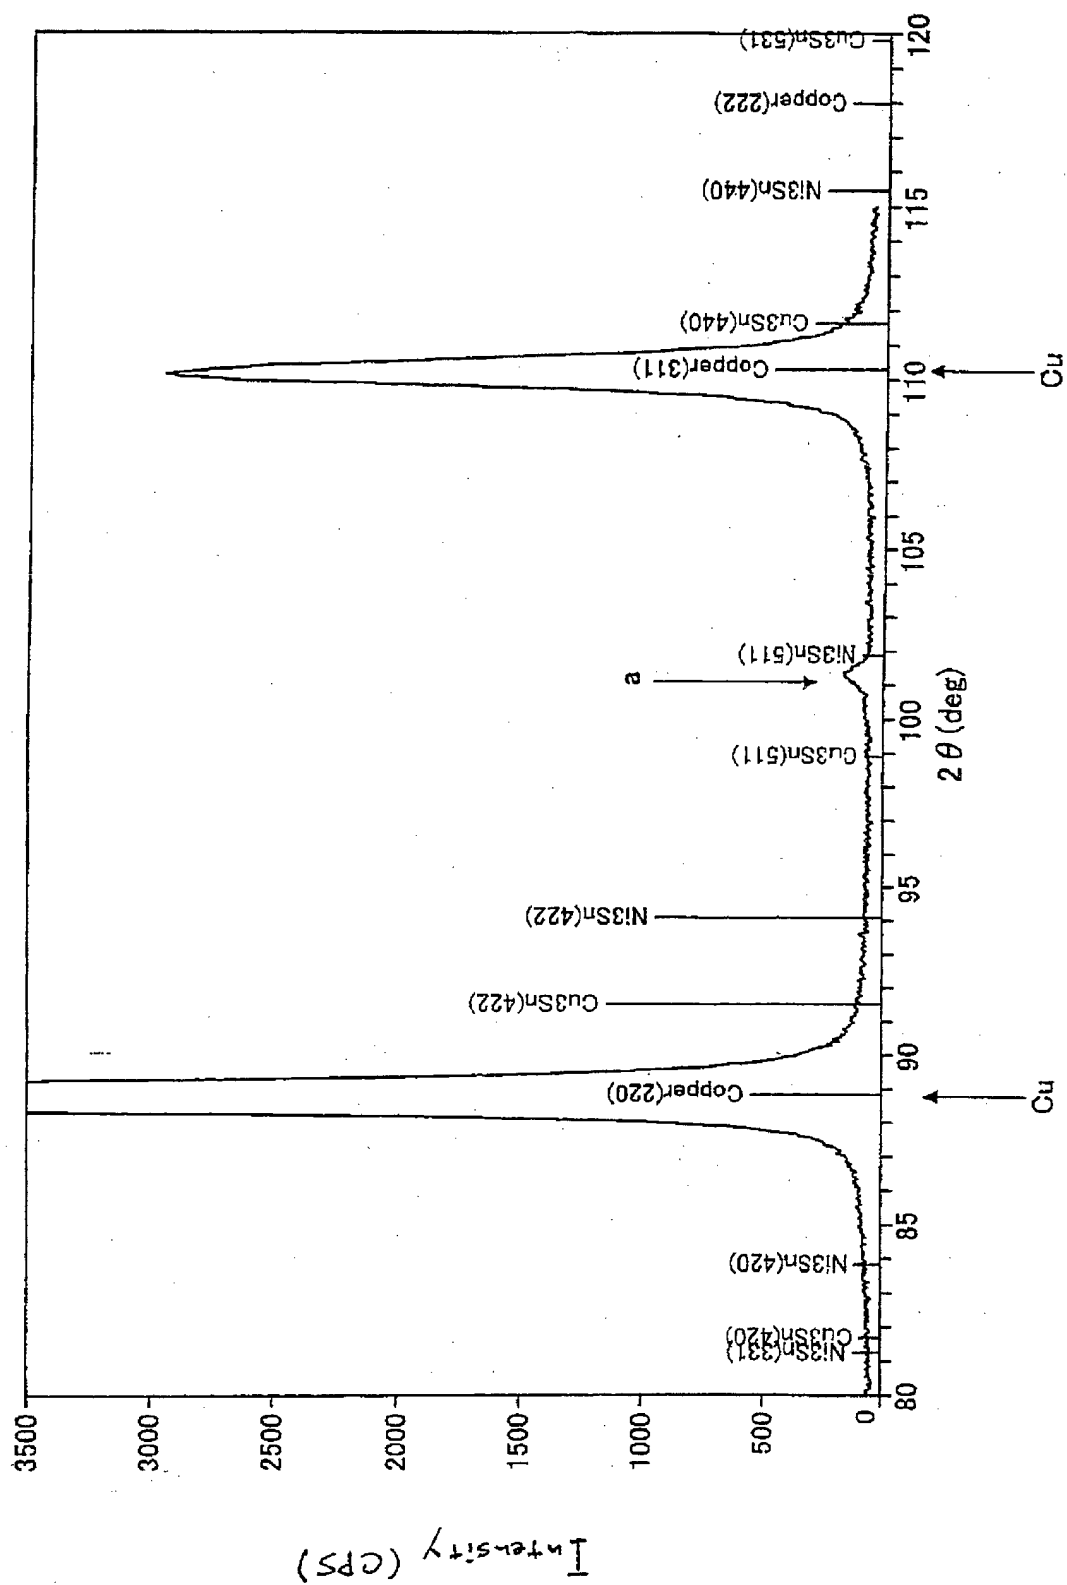 Intensity (CPS)
3500
3000
2500
2000
1500
1000
500
0
80
85
90
95
100
105
110
115
120
2θ (deg)
Ni3Sn(331)
Cu3Sn(420)
Ni3Sn(420)
Copper(220)
Cu3Sn(422)
Ni3Sn(422)
Cu3Sn(511)
a
Ni3Sn(511)
Copper(311)
Cu3Sn(440)
Ni3Sn(440)
Copper(222)
Cu3Sn(531)
Cu
Cu